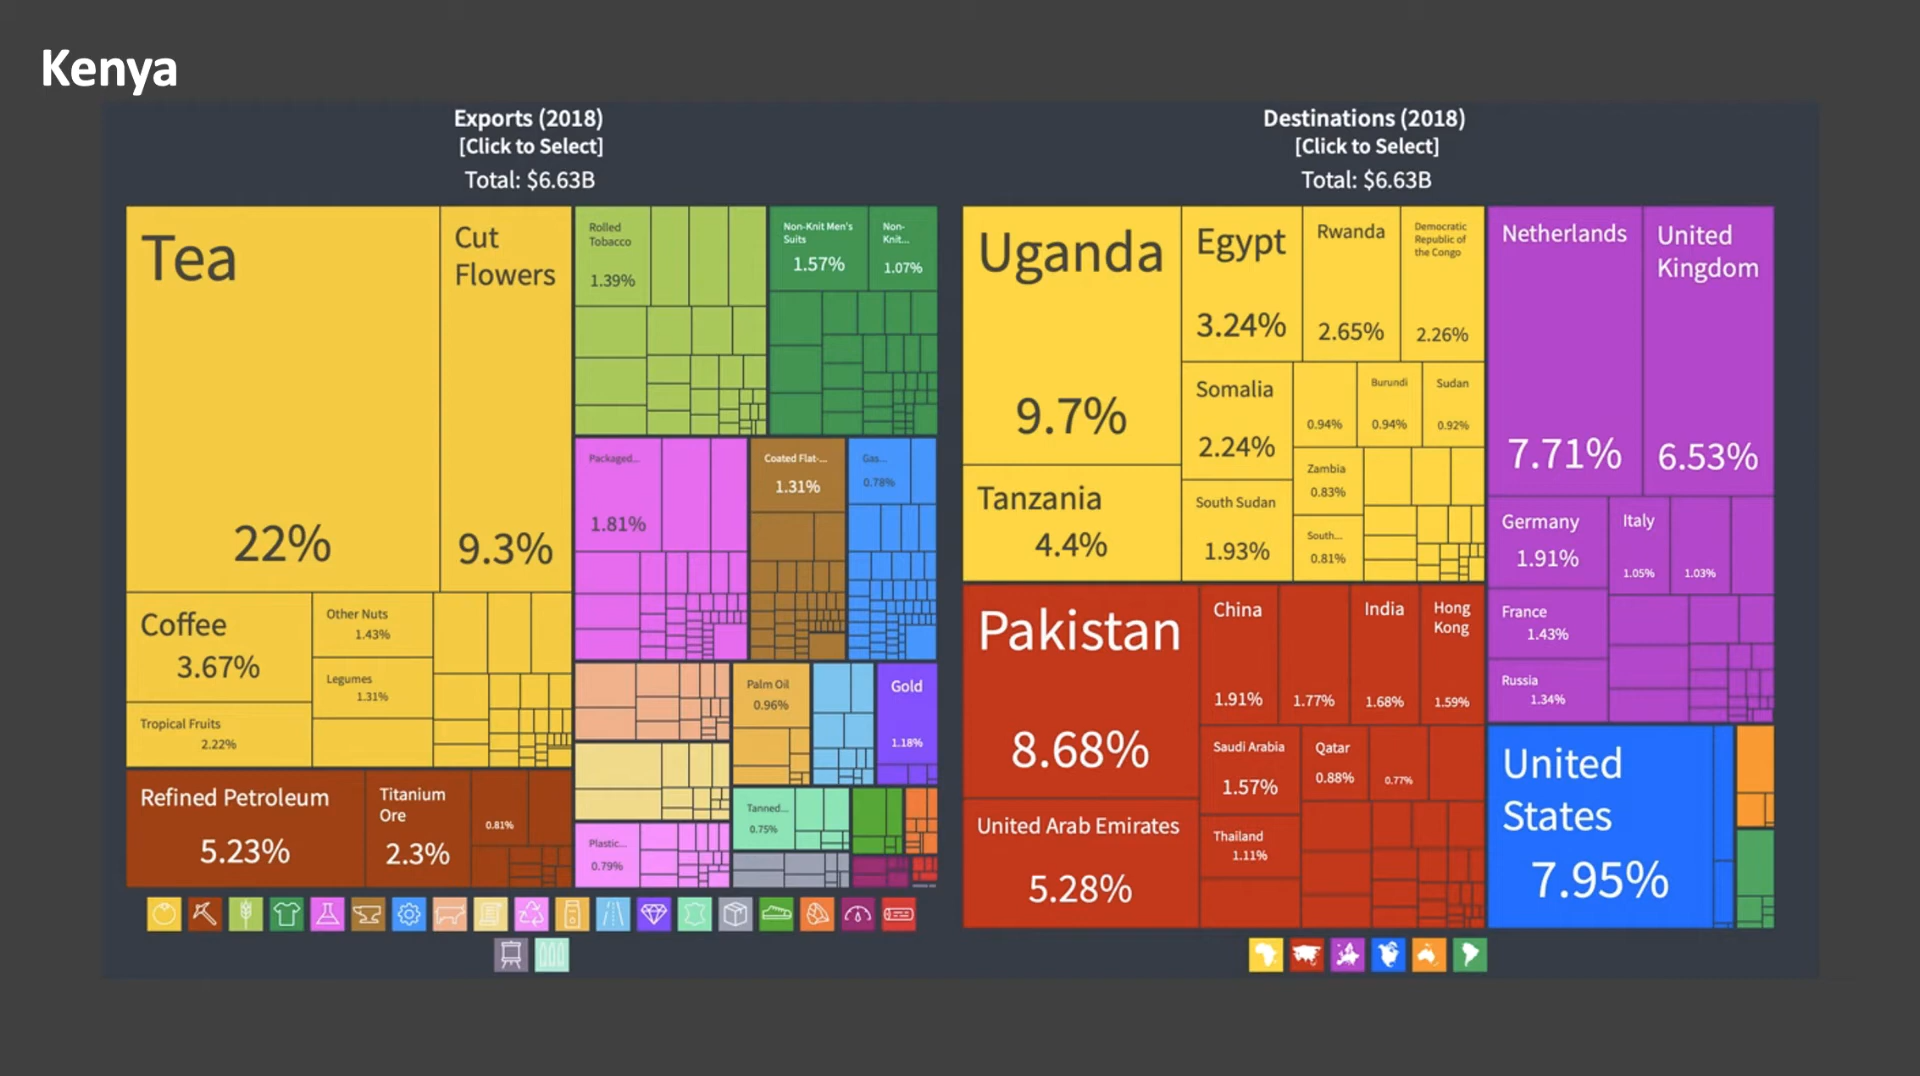 Kenya
Exports (2018)
[Click to Select]
Total: $6.63B
Tea
22%
Cut
Flowers
9.3%
Coffee
3.67%
Other Nuts
1.43%
Legumes
1.31%
Tropical Fruits
2.22%
Refined Petroleum
5.23%
Titanium
Ore
2.3%
0.81%
Rolled
Tobacco
1.39%
Non-Knit Men's
Suits
1.57%
Non-
Knit...
1.07%
Packaged...
1.81%
Coated Flat-...
1.31%
Gas...
0.78%
Palm Oil
0.96%
Gold
1.18%
Tanned...
0.75%
Plastic...
0.79%
Destinations (2018)
[Click to Select]
Total: $6.63B
Uganda
9.7%
Egypt
3.24%
Rwanda
2.65%
Democratic
Republic of
the Congo
2.26%
Tanzania
4.4%
Somalia
2.24%
0.94%
Burundi
0.94%
Sudan
0.92%
South Sudan
1.93%
Zambia
0.83%
South...
0.81%
Pakistan
8.68%
China
1.91%
1.77%
India
1.68%
Hong
Kong
1.59%
United Arab Emirates
5.28%
Saudi Arabia
1.57%
Qatar
0.88%
0.77%
Thailand
1.11%
Netherlands
7.71%
United
Kingdom
6.53%
Germany
1.91%
Italy
1.05%
1.03%
France
1.43%
Russia
1.34%
United
States
7.95%